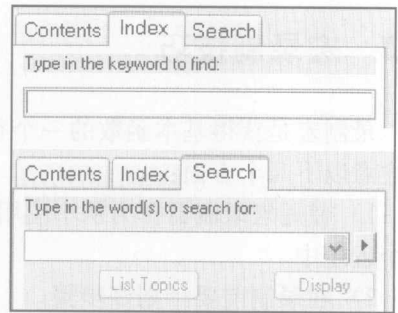 Contents Index Search
Type in the keyword to find:
Contents Index Search
Type in the word(s) to search for:
List Topics Display